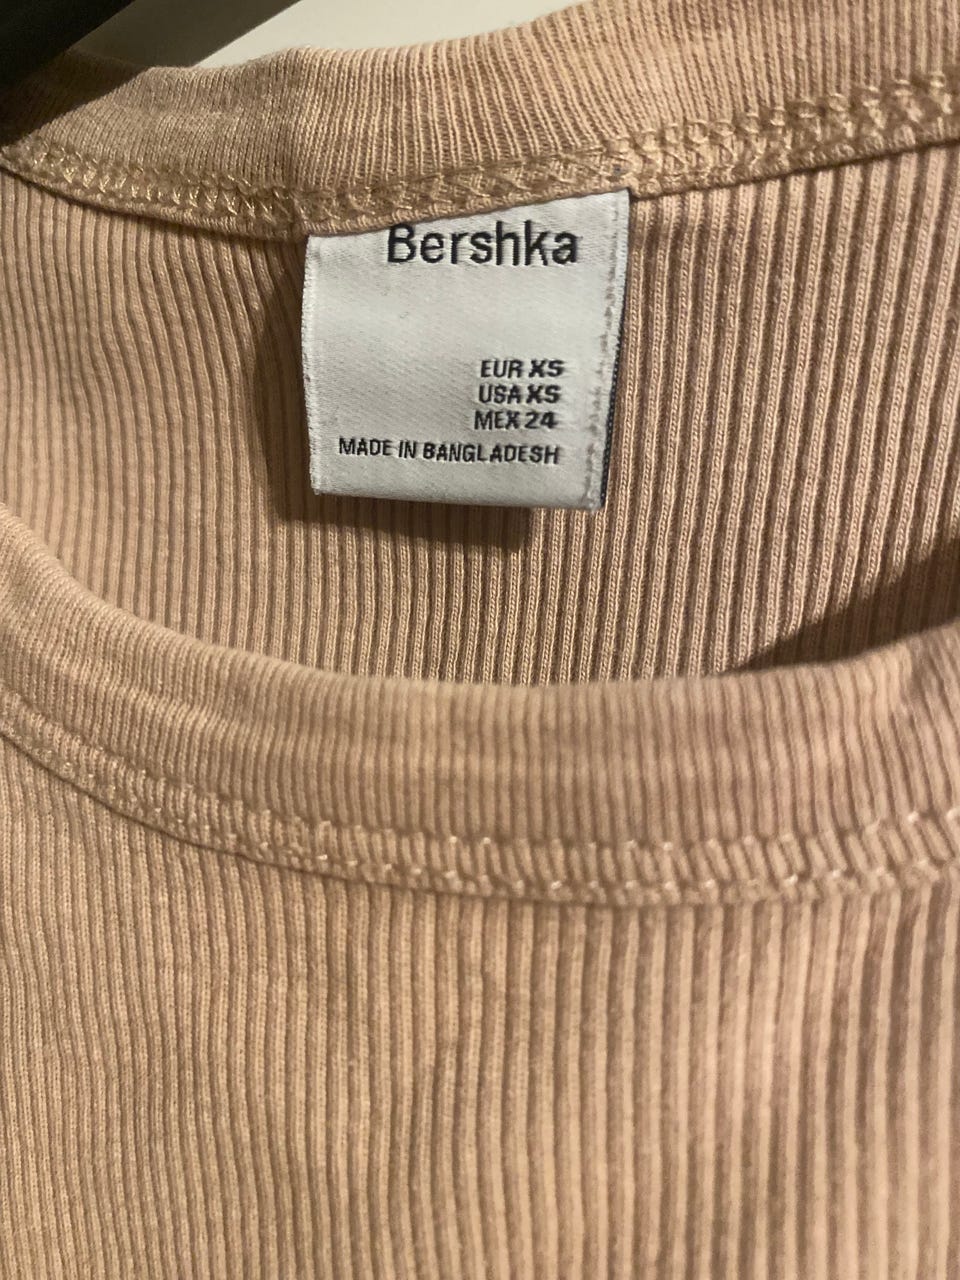 Bershka
EUR XS
USA XS
MEX 24
MADE IN BANGLADESH